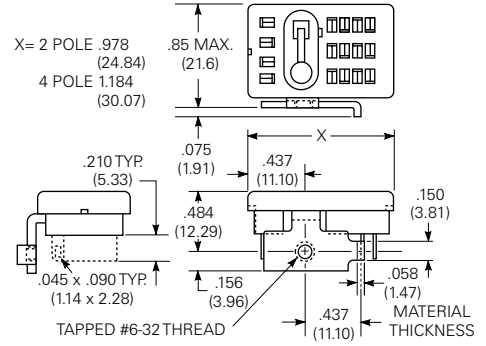 X= 2 POLE .978
(24.84)
4 POLE 1.184
(30.07)
.85 MAX.
(21.6)
.075
(1.91)
X
.437
(11.10)
.210 TYP.
(5.33)
.484
(12.29)
.150
(3.81)
.045 x .090 TYP.
(1.14 x 2.28)
.156
(3.96)
.058
(1.47)
TAPPED #6-32 THREAD
.437
(11.10)
MATERIAL
THICKNESS